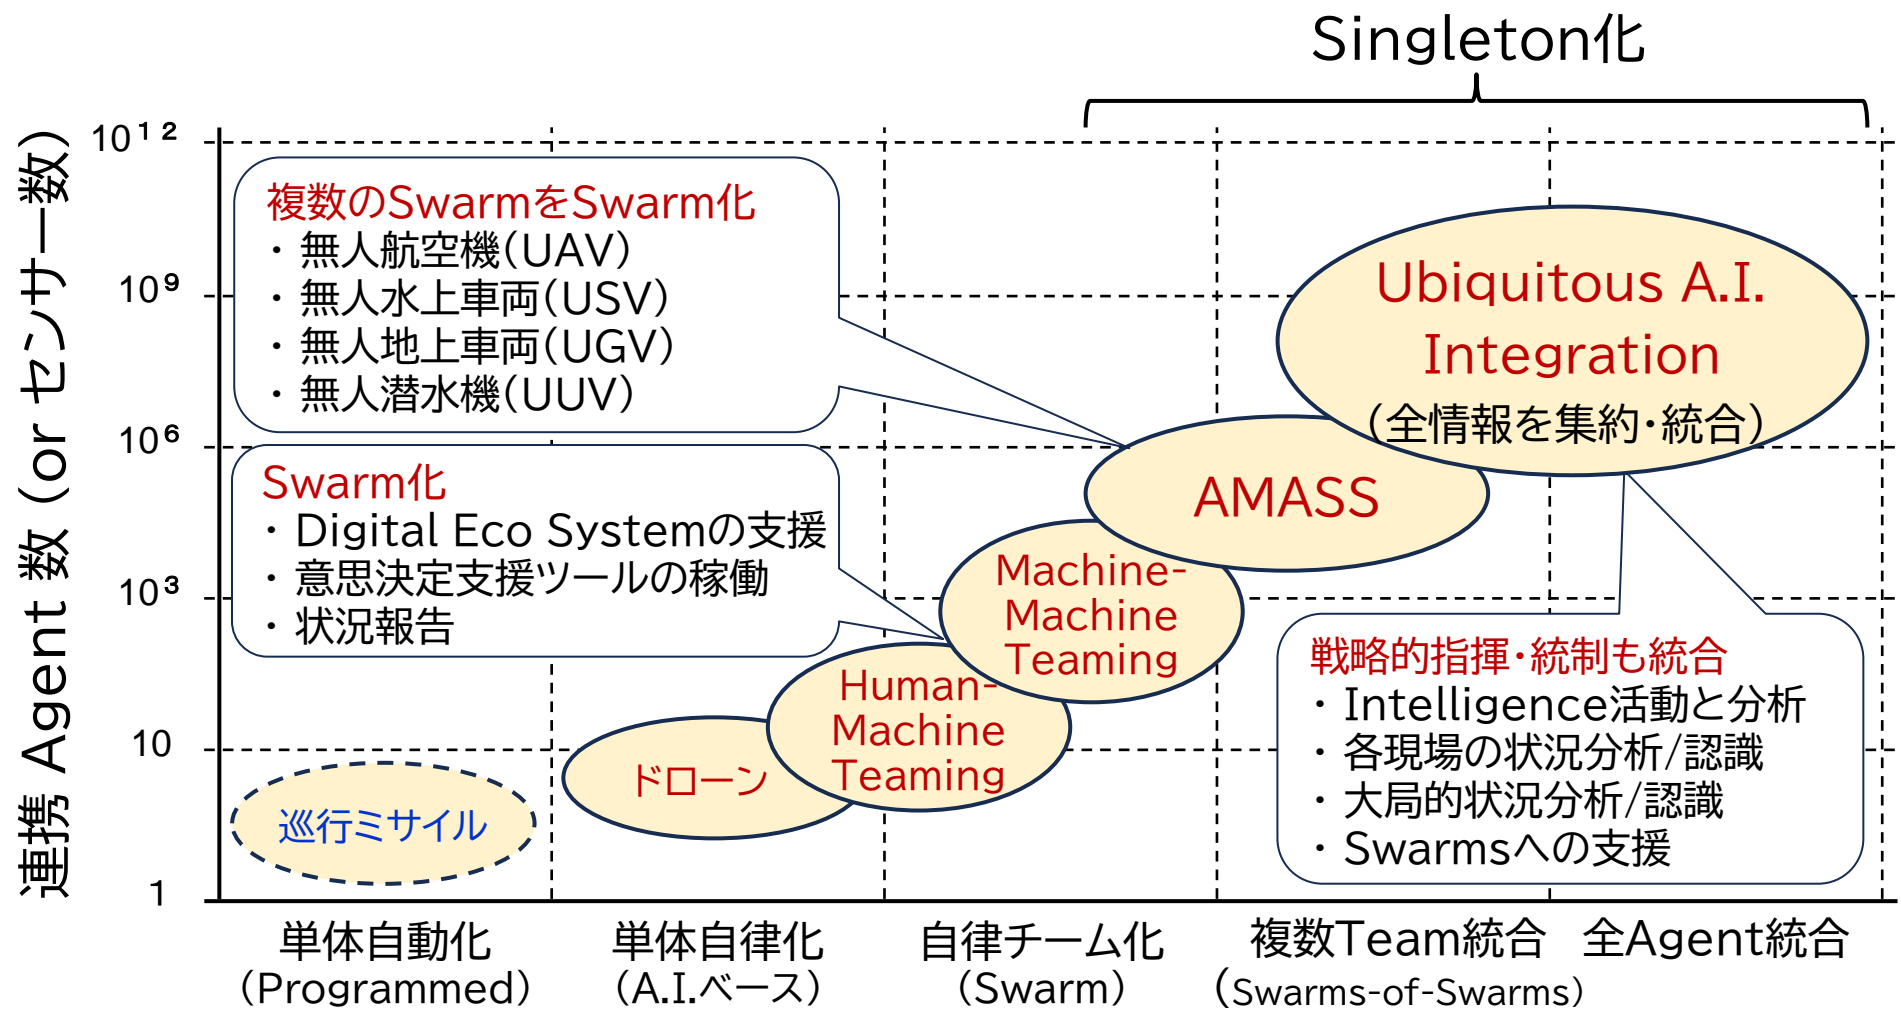 Singleton化
連携 Agent 数 (or センサー数)
10¹²
10⁹
10⁶
10³
10
1
複数のSwarmをSwarm化
・無人航空機(UAV)
・無人水上車両(USV)
・無人地上車両(UGV)
・無人潜水機(UUV)
Swarm化
・Digital Eco Systemの支援
・意思決定支援ツールの稼働
・状況報告
Ubiquitous A.I.
Integration
(全情報を集約・統合)
AMASS
Machine-
Machine
Teaming
Human-
Machine
Teaming
ドローン
巡行ミサイル
戦略的指揮・統制も統合
・Intelligence活動と分析
・各現場の状況分析/認識
・大局的状況分析/認識
・Swarmsへの支援
単体自動化
(Programmed)
単体自律化
(A.I.ベース)
自律チーム化
(Swarm)
複数Team統合
(Swarms-of-Swarms)
全Agent統合